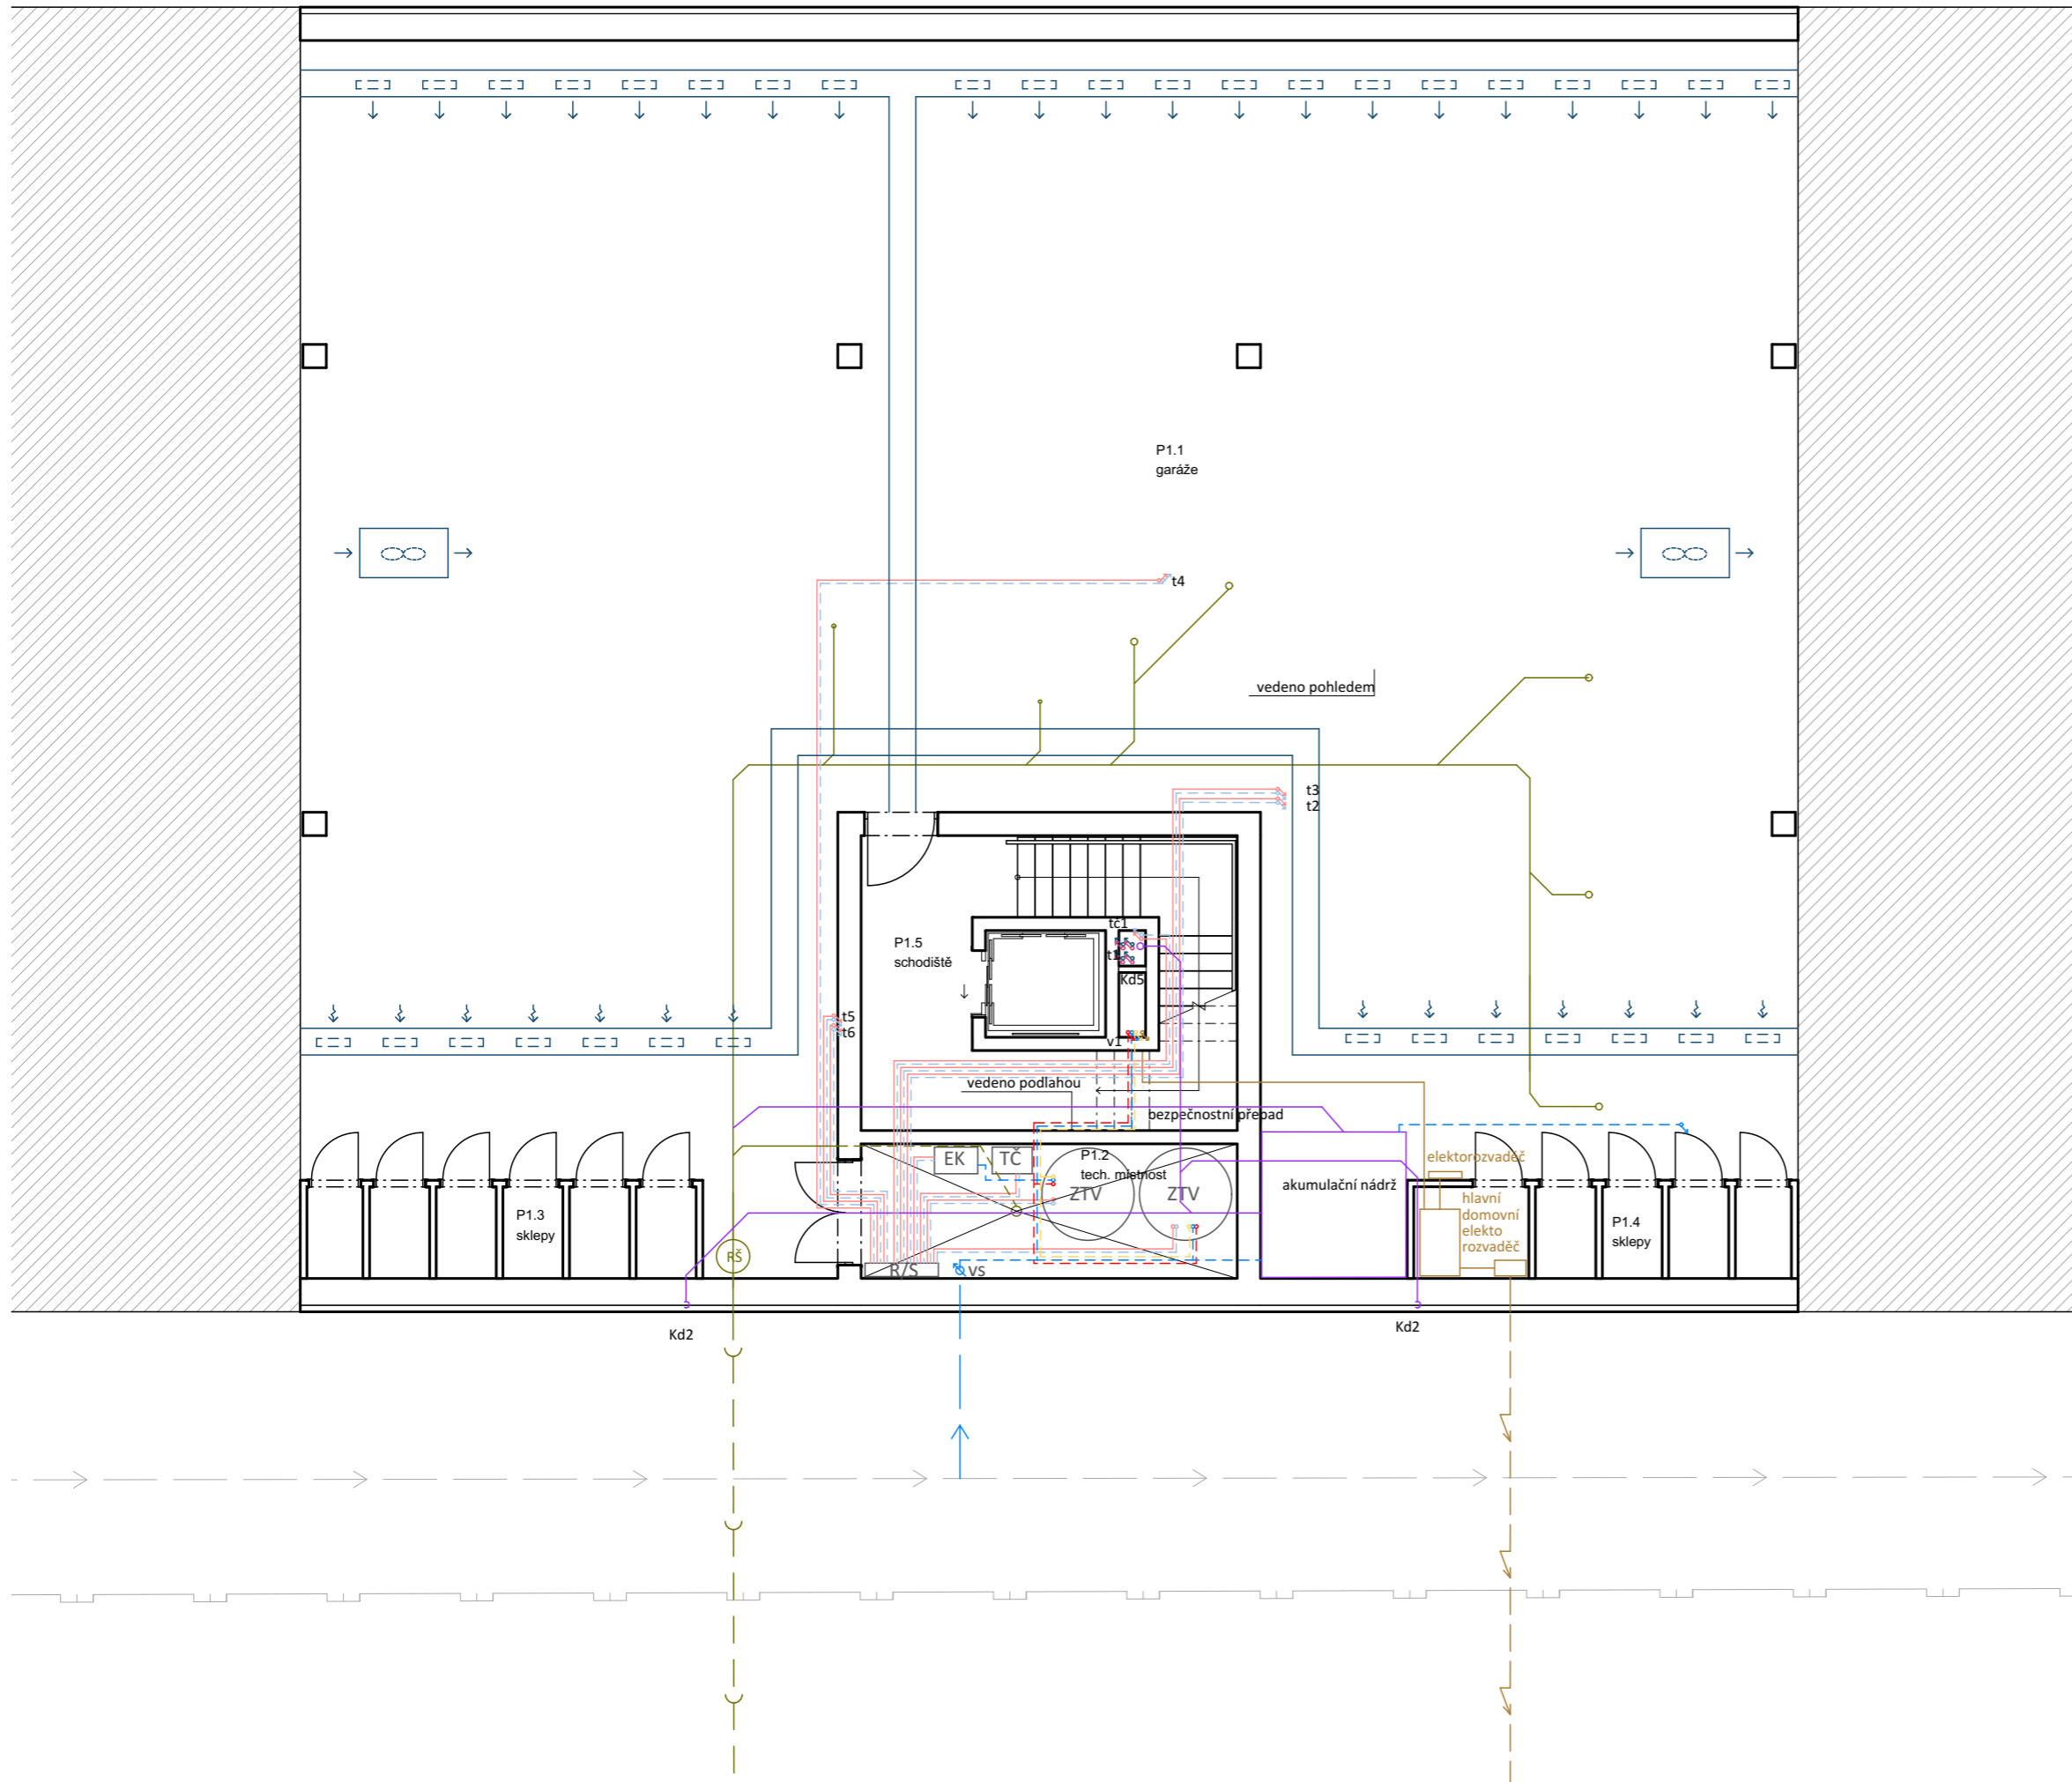 P1.1
garáže
t4
vedeno pohledem
t3
t2
tč1
P1.5
schodiště
t1
Kd5
t5
t6
v1
vedeno podlahou
bezpečnostní přepad
EK
TČ
P1.2
tech. místnost
ZTV
ZTV
elektorozvaděč
akumulační nádrž
hlavní
domovní
elekto
rozvaděč
P1.3
sklepy
P1.4
sklepy
RŠ
R/S
vs
Kd2
Kd2